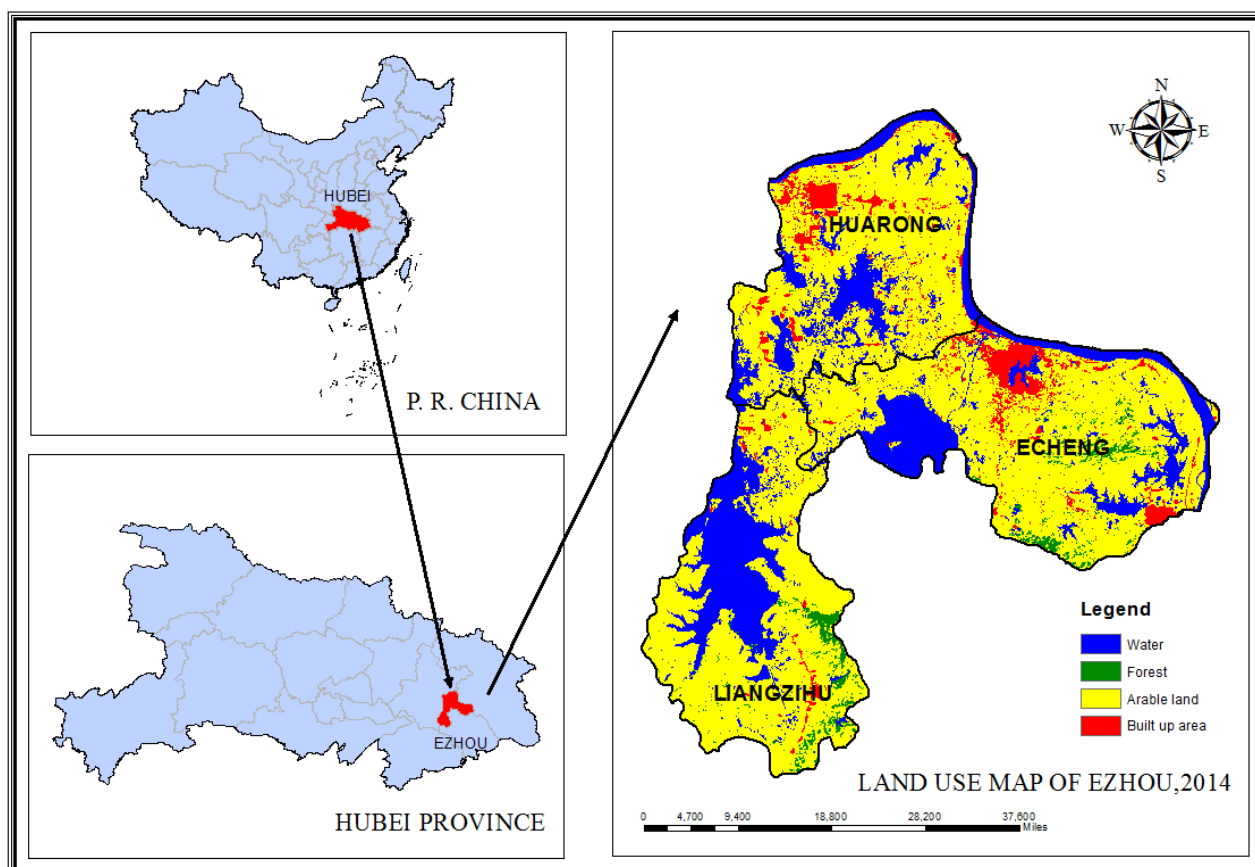 HUBEI
P. R. CHINA
EZHOU
HUBEI PROVINCE
N
W E
S
HUARONG
ECHENG
LIANGZIHU
Legend
Water
Forest
Arable land
Built up area
LAND USE MAP OF EZHOU,2014
0 4,700 9,400 18,800 28,200 37,600
Miles